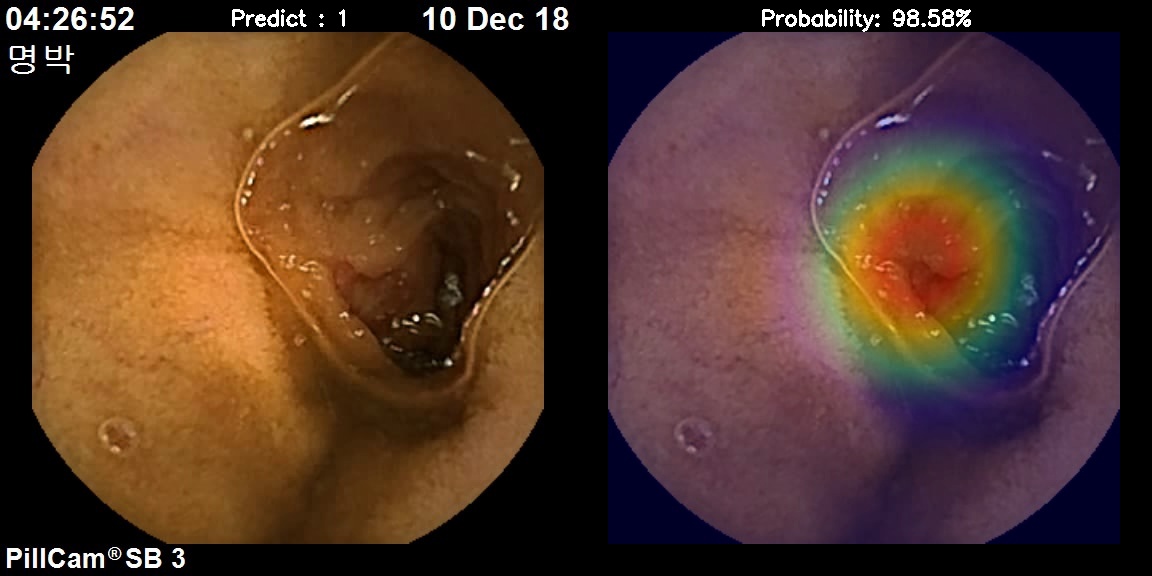 04:26:52
Predict : 1
10 Dec 18
Probability: 98.58%
명박
PillCam® SB 3